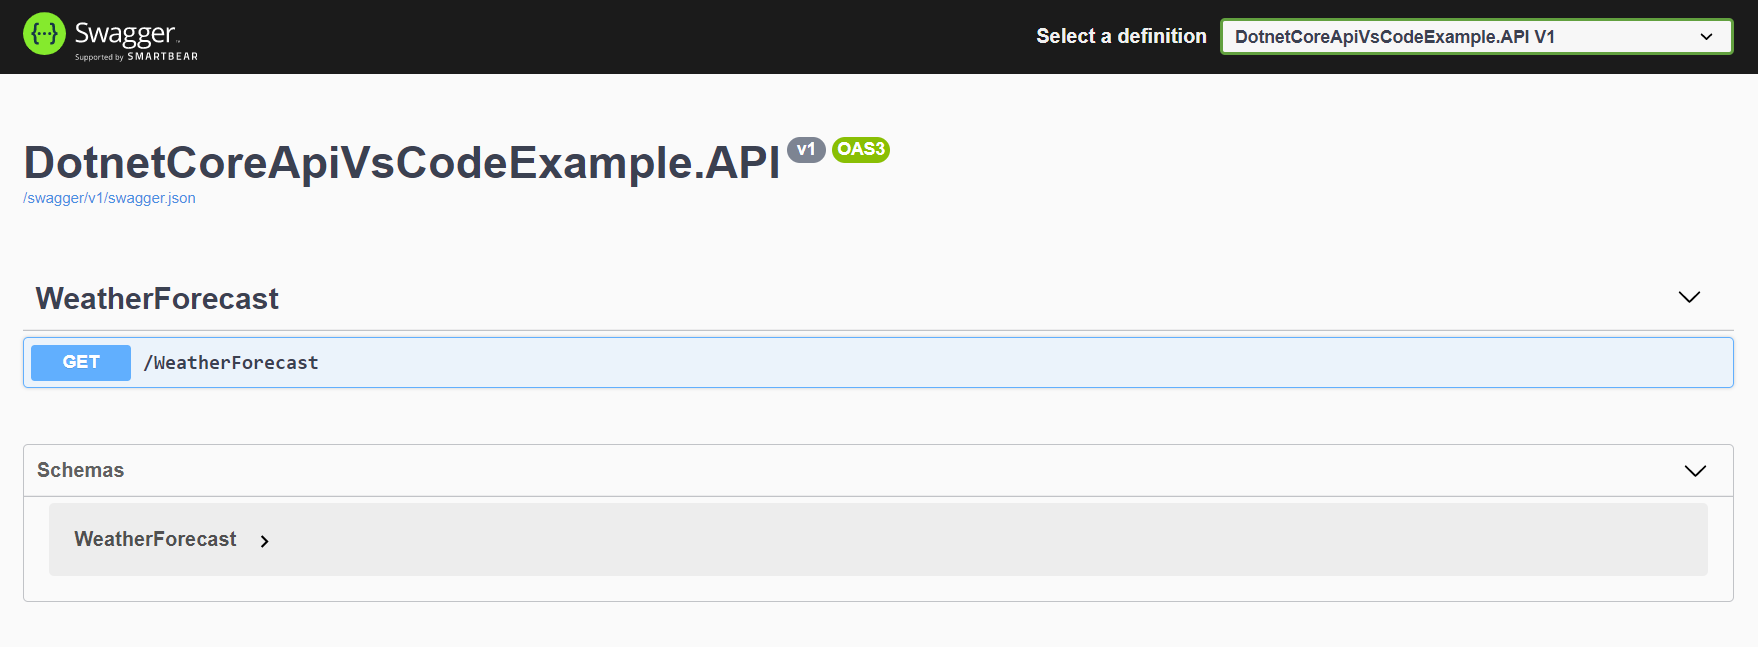 Swagger
Supported by SMARTBEAR
Select a definition
DotnetCoreApiVsCodeExample.API V1
DotnetCoreApiVsCodeExample.API v1 OAS3
/swagger/v1/swagger.json
WeatherForecast
GET /WeatherForecast
Schemas
WeatherForecast